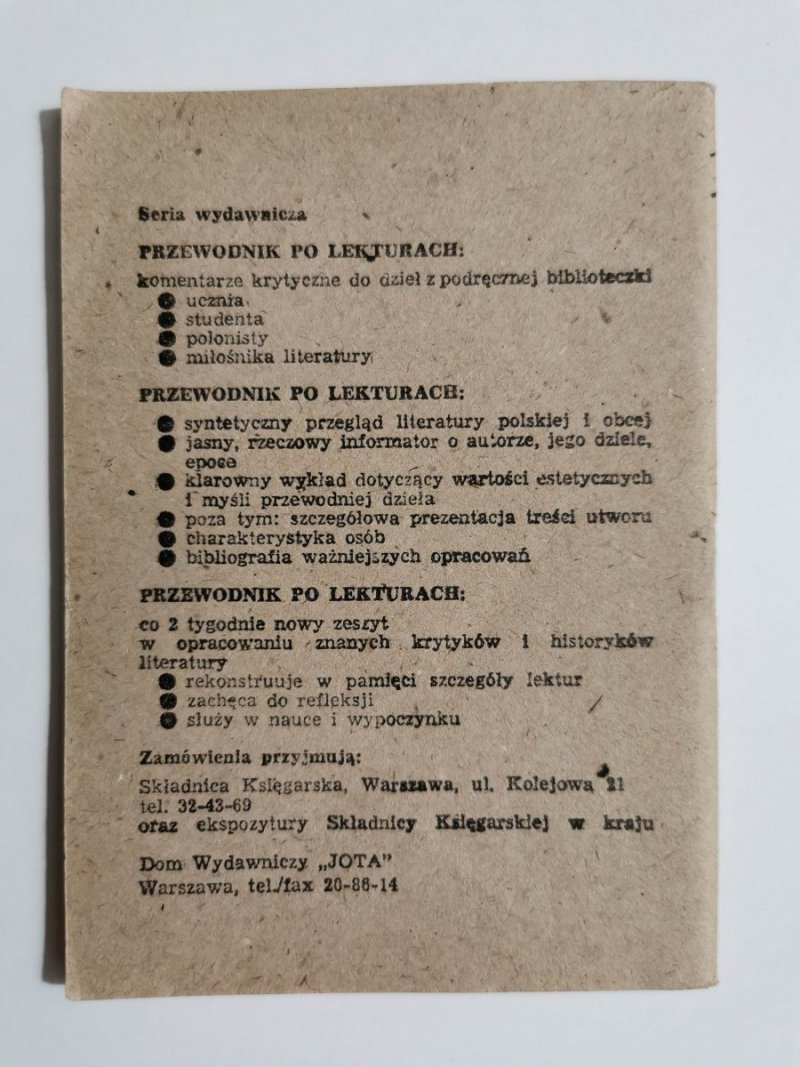 Seria wydawnicza
PRZEWODNIK PO LEKTURACH:
komentarze krytyczne do dzieł z podręcznej biblioteczki
● ucznia
● studenta
● polonisty
● miłośnika literatury
PRZEWODNIK PO LEKTURACH:
● syntetyczny przegląd literatury polskiej i obcej
● jasny, rzeczowy informator o autorze, jego dziele,
epoce
● klarowny wykład dotyczący wartości estetycznych
i myśli przewodniej dzieła
● poza tym: szczegółowa prezentacja treści utworu
● charakterystyka osób
● bibliografia ważniejszych opracowań
PRZEWODNIK PO LEKTURACH:
co 2 tygodnie nowy zeszyt
w opracowaniu znanych krytyków i historyków
literatury
● rekonstruuje w pamięci szczegóły lektur
● zachęca do refleksji
● służy w nauce i wypoczynku
Zamówienia przyjmują:
Składnica Księgarska, Warszawa, ul. Kolejowa 21
tel. 32-43-69
oraz ekspozytury Składnicy Księgarskiej w kraju
Dom Wydawniczy „JOTA”
Warszawa, tel./fax 20-86-14